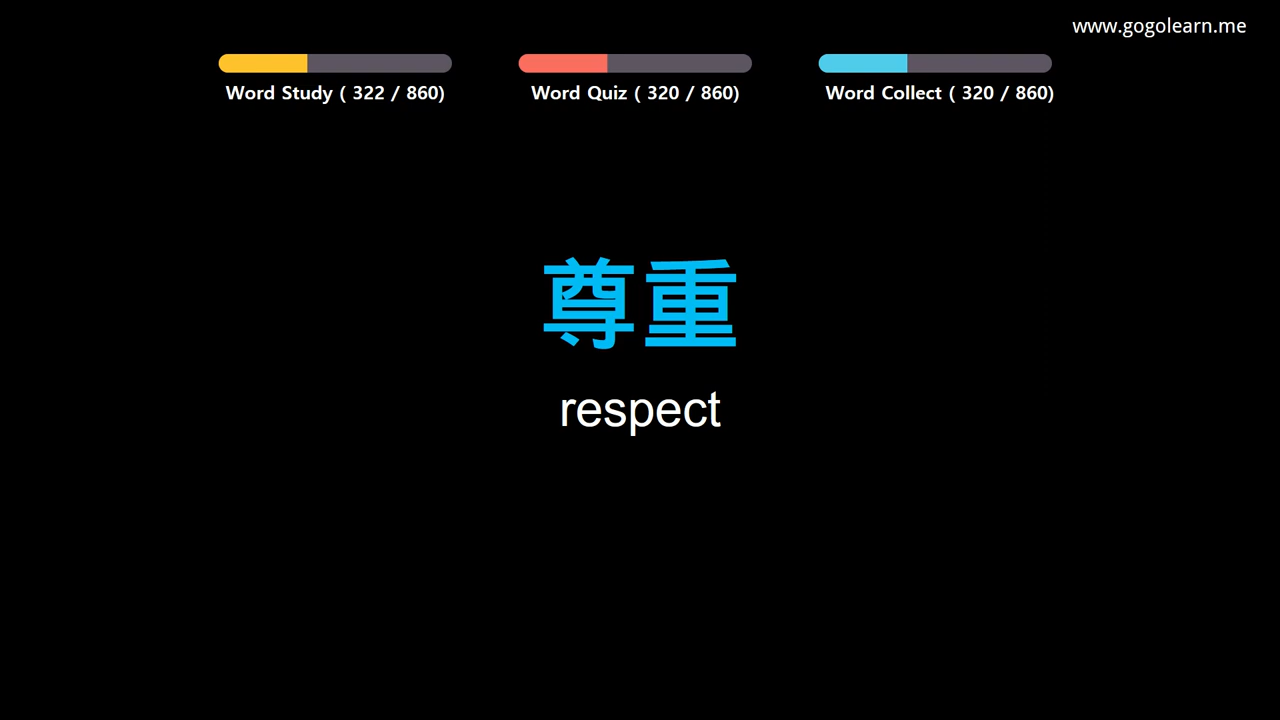 www.gogolearn.me
Word Study ( 322 / 860)
Word Quiz ( 320 / 860)
Word Collect ( 320 / 860)
尊重
respect